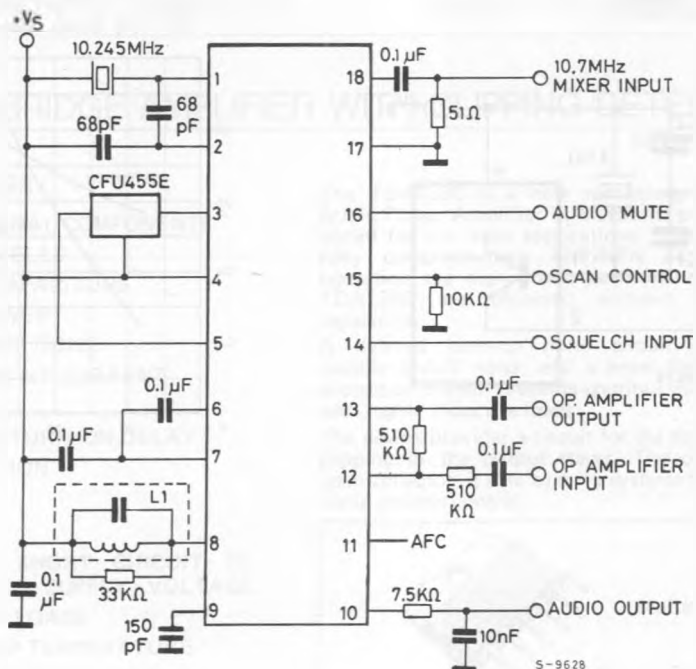 +Vs
10.245MHz
68
pF
68pF
CFU455E
0.1 µF
0.1 µF
L1
33KΩ
0.1
µF
150
pF
1
2
3
4
5
6
7
8
9
18
17
16
15
14
13
12
11
10
0.1 µF
10,7MHz
MIXER INPUT
51Ω
AUDIO MUTE
SCAN CONTROL
10KΩ
SQUELCH INPUT
0.1 µF
OP. AMPLIFIER
OUTPUT
510
KΩ
0.1µF
OP AMPLIFIER
INPUT
510
KΩ
AFC
7.5KΩ
AUDIO OUTPUT
10nF
S-9628